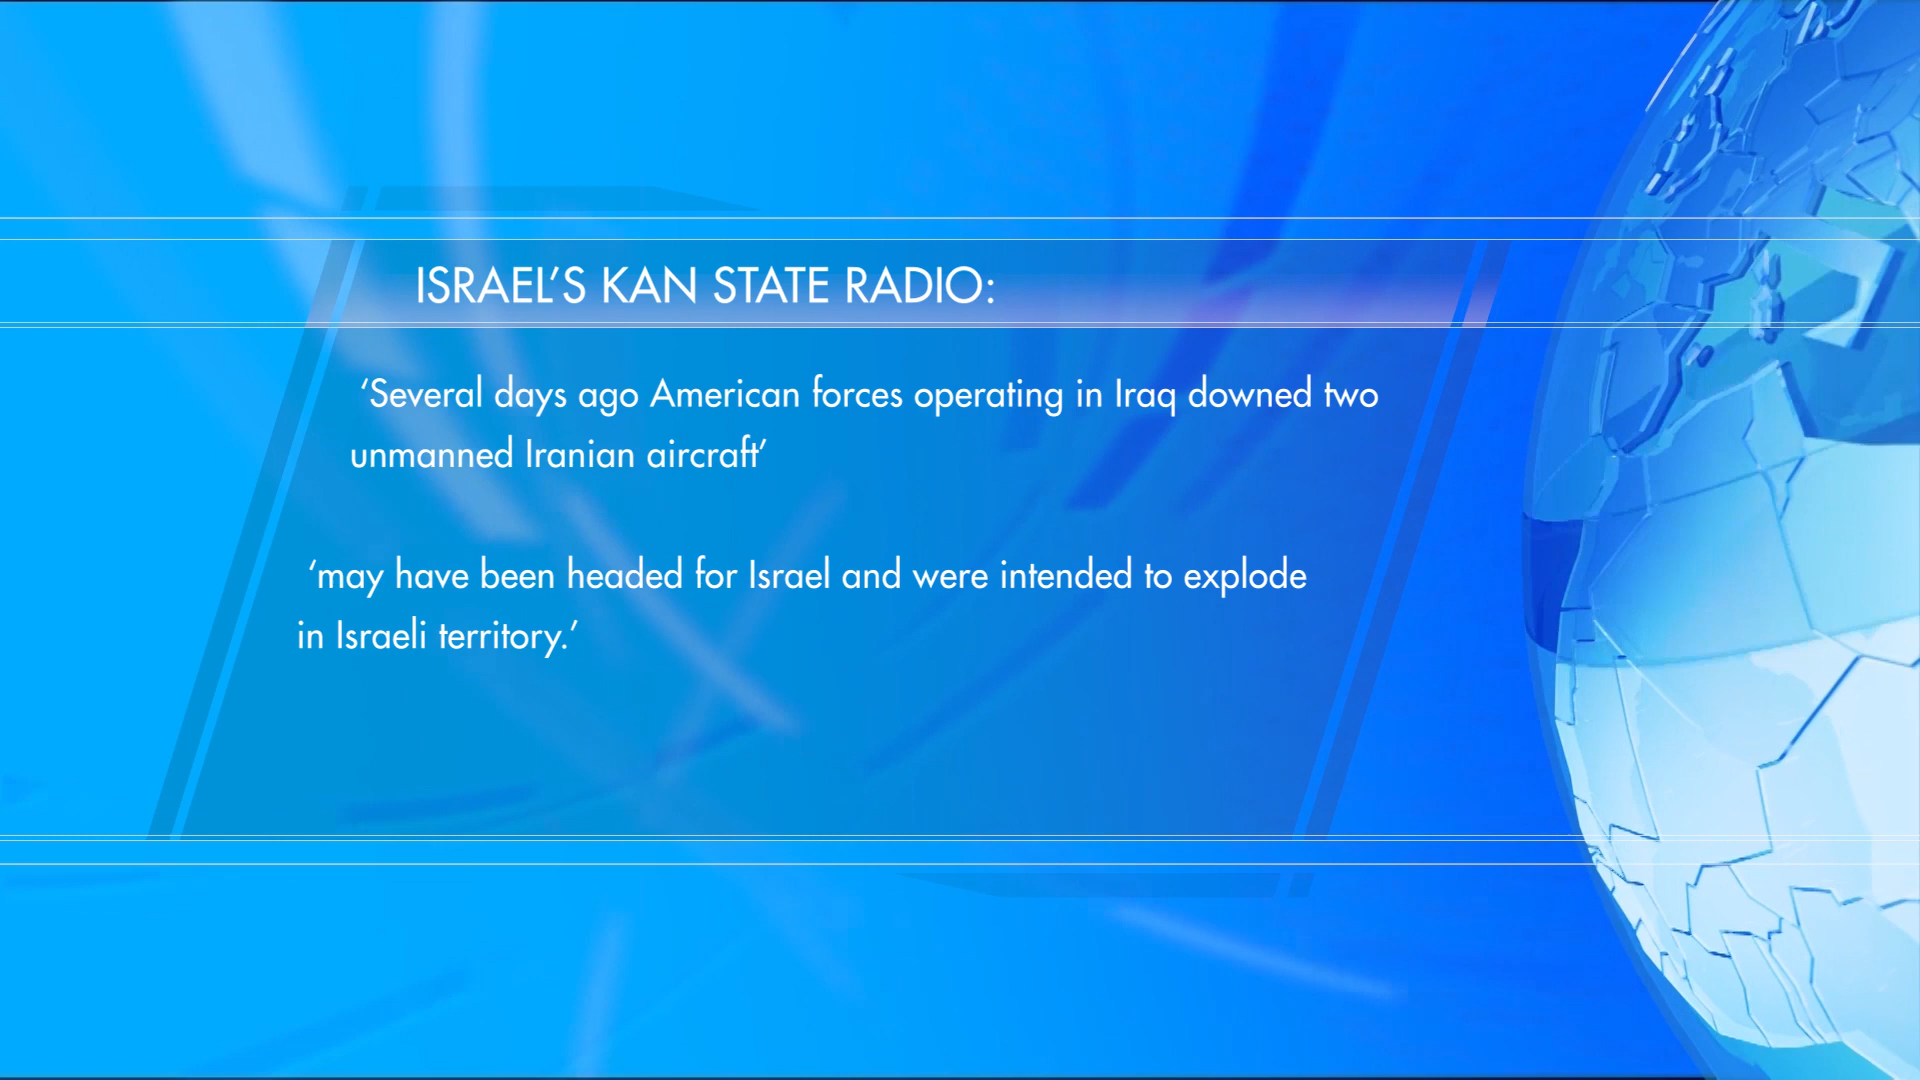 ISRAEL’S KAN STATE RADIO:
‘Several days ago American forces operating in Iraq downed two
unmanned Iranian aircraft’
‘may have been headed for Israel and were intended to explode
in Israeli territory.’